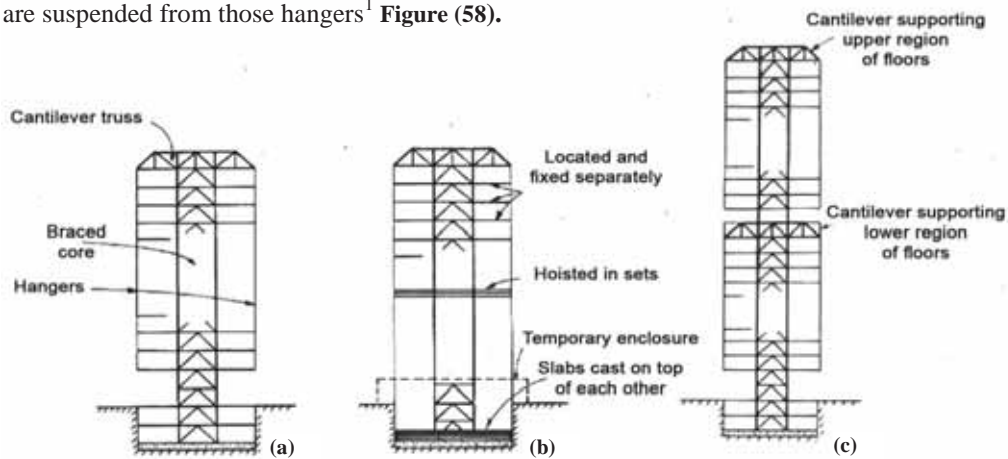 are suspended from those hangers¹ Figure (58).
Cantilever truss
Braced
core
Hangers
(a)
Located and
fixed separately
Hoisted in sets
Temporary enclosure
Slabs cast on top
of each other
(b)
Cantilever supporting
upper region
of floors
Cantilever supporting
lower region
of floors
(c)